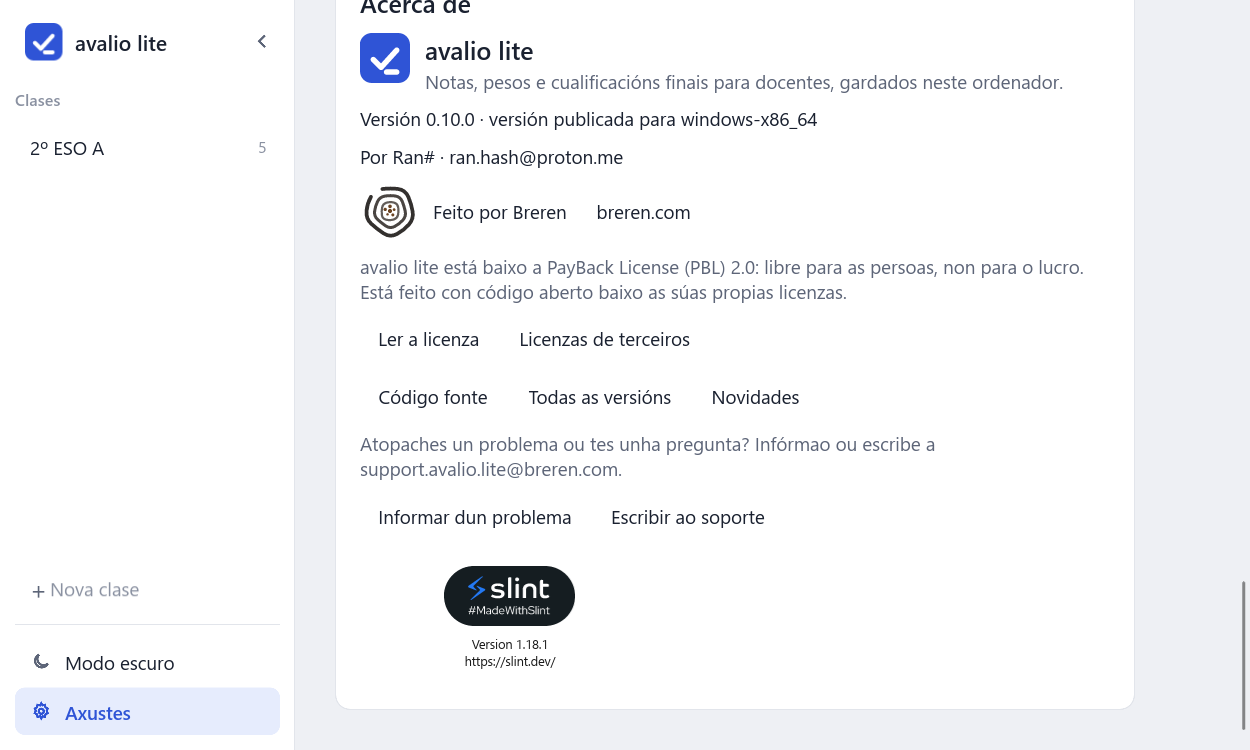 avalio lite
Clases
2º ESO A 5
+ Nova clase
Modo escuro
Axustes
Acerca de
avalio lite
Notas, pesos e cualificacións finais para docentes, gardados neste ordenador.
Versión 0.10.0 · versión publicada para windows-x86_64
Por Ran# · ran.hash@proton.me
Feito por Breren breren.com
avalio lite está baixo a PayBack License (PBL) 2.0: libre para as persoas, non para o lucro.
Está feito con código aberto baixo as súas propias licenzas.
Ler a licenza Licenzas de terceiros
Código fonte Todas as versións Novidades
Atopaches un problema ou tes unha pregunta? Infórmao ou escribe a
support.avalio.lite@breren.com.
Informar dun problema Escribir ao soporte
slint
#MadeWithSlint
Version 1.18.1
https://slint.dev/